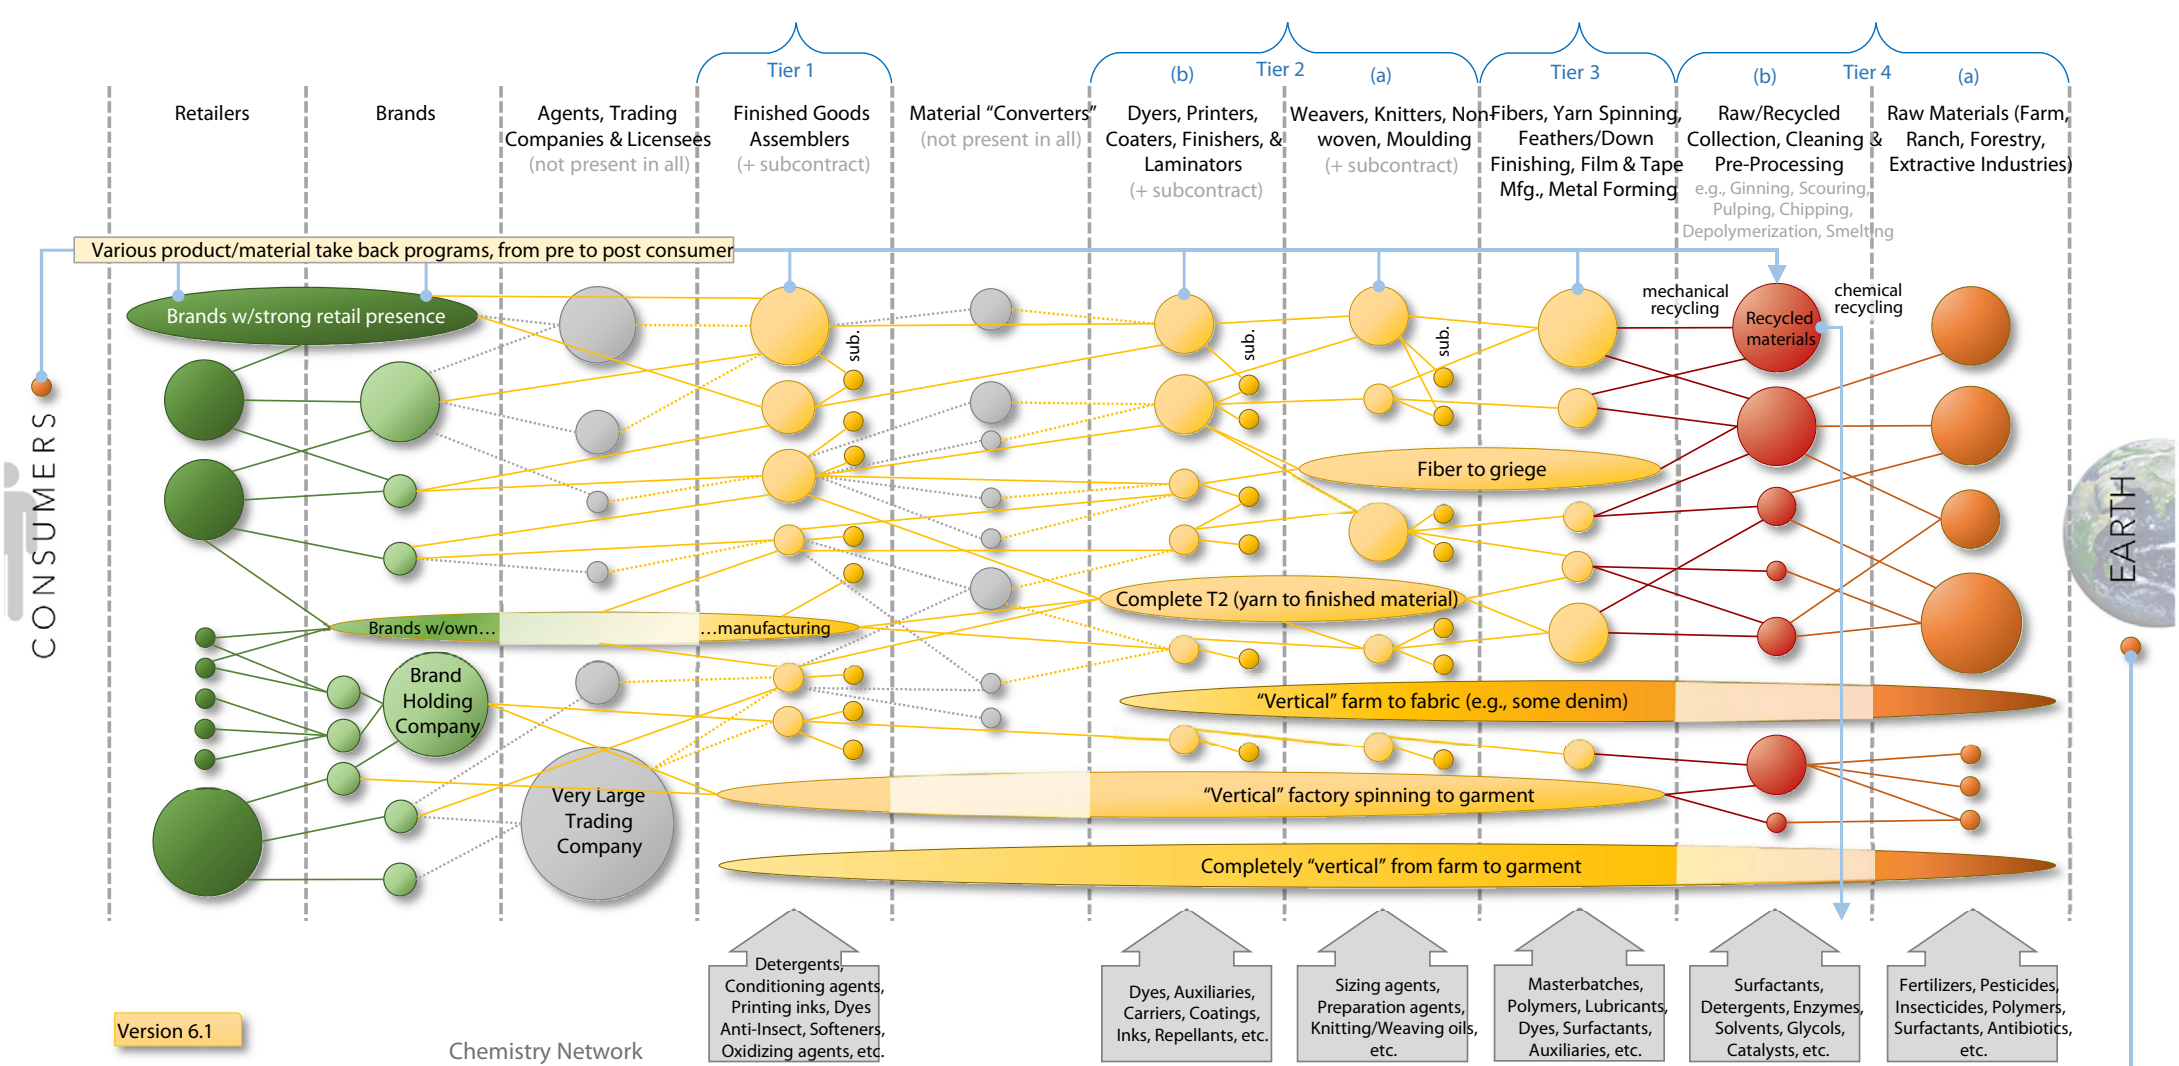 Tier 1
(b)
Tier 2
(a)
Tier 3
(b)
Tier 4
(a)
Retailers
Brands
Agents, Trading
Companies & Licensees
(not present in all)
Finished Goods
Assemblers
(+ subcontract)
Material “Converters”
(not present in all)
Dyers, Printers,
Coaters, Finishers, &
Laminators
(+ subcontract)
Weavers, Knitters, Non-
woven, Moulding
(+ subcontract)
Fibers, Yarn Spinning,
Feathers/Down
Finishing, Film & Tape
Mfg., Metal Forming
Raw/Recycled
Collection, Cleaning &
Pre-Processing
e.g., Ginning, Scouring,
Pulping, Chipping,
Depolymerization, Smelting
Raw Materials (Farm,
Ranch, Forestry,
Extractive Industries)
Various product/material take back programs, from pre to post consumer
Brands w/strong retail presence
sub.
sub.
sub.
mechanical
recycling
Recycled
materials
chemical
recycling
CONSUMERS
EARTH
Fiber to griege
Complete T2 (yarn to finished material)
Brands w/own…
…manufacturing
Brand
Holding
Company
“Vertical” farm to fabric (e.g., some denim)
Very Large
Trading
Company
“Vertical” factory spinning to garment
Completely “vertical” from farm to garment
Detergents,
Conditioning agents,
Printing inks, Dyes
Anti-Insect, Softeners,
Oxidizing agents, etc.
Dyes, Auxiliaries,
Carriers, Coatings,
Inks, Repellants, etc.
Sizing agents,
Preparation agents,
Knitting/Weaving oils,
etc.
Masterbatches,
Polymers, Lubricants,
Dyes, Surfactants,
Auxiliaries, etc.
Surfactants,
Detergents, Enzymes,
Solvents, Glycols,
Catalysts, etc.
Fertilizers, Pesticides,
Insecticides, Polymers,
Surfactants, Antibiotics,
etc.
Version 6.1
Chemistry Network